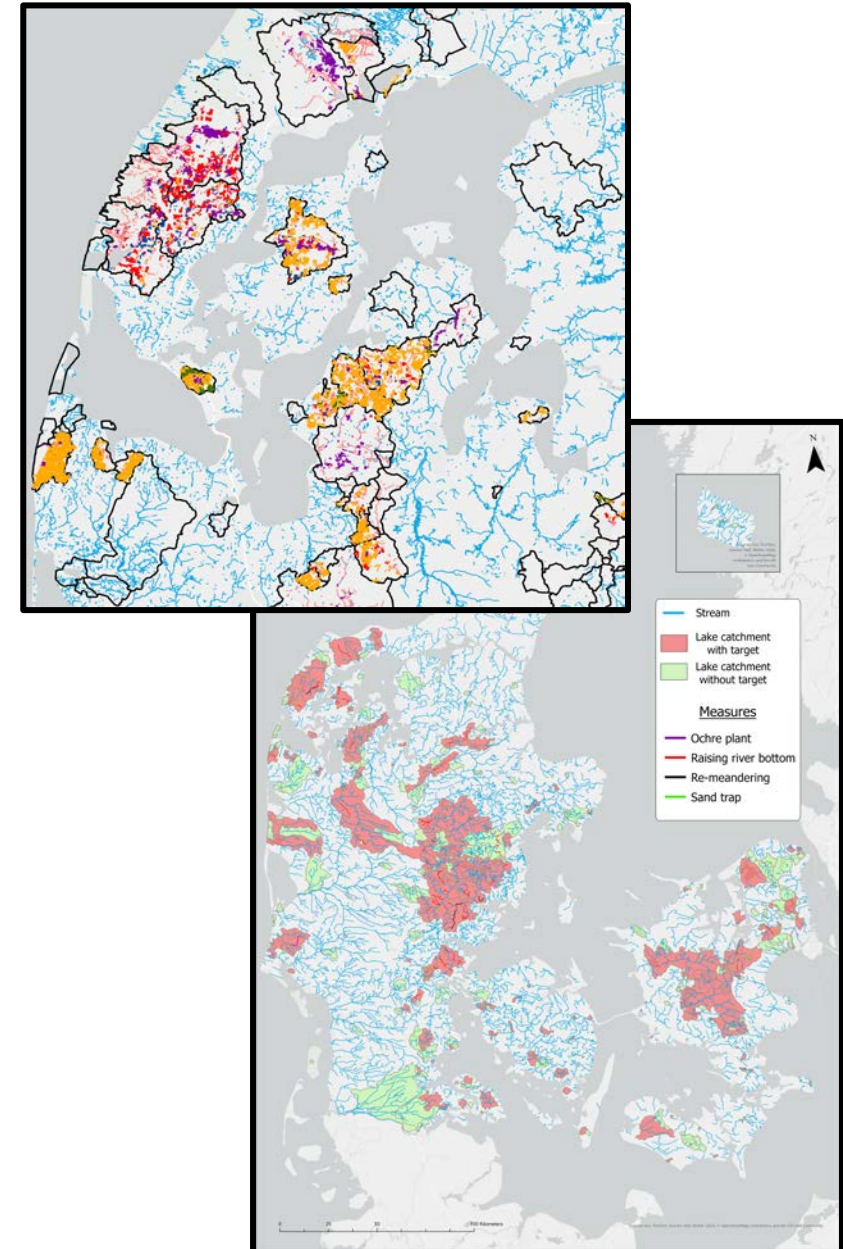 N
Stream
Lake catchment
with target
Lake catchment
without target
Measures
Ochre plant
Raising river bottom
Re-meandering
Sand trap
0